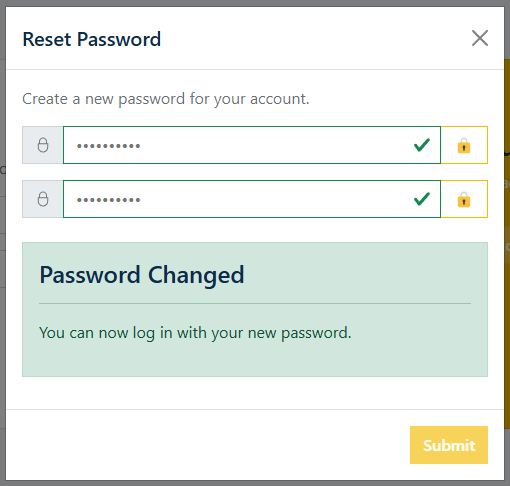 Reset Password
Create a new password for your account.
••••••••••
••••••••••
Password Changed
You can now log in with your new password.
Submit